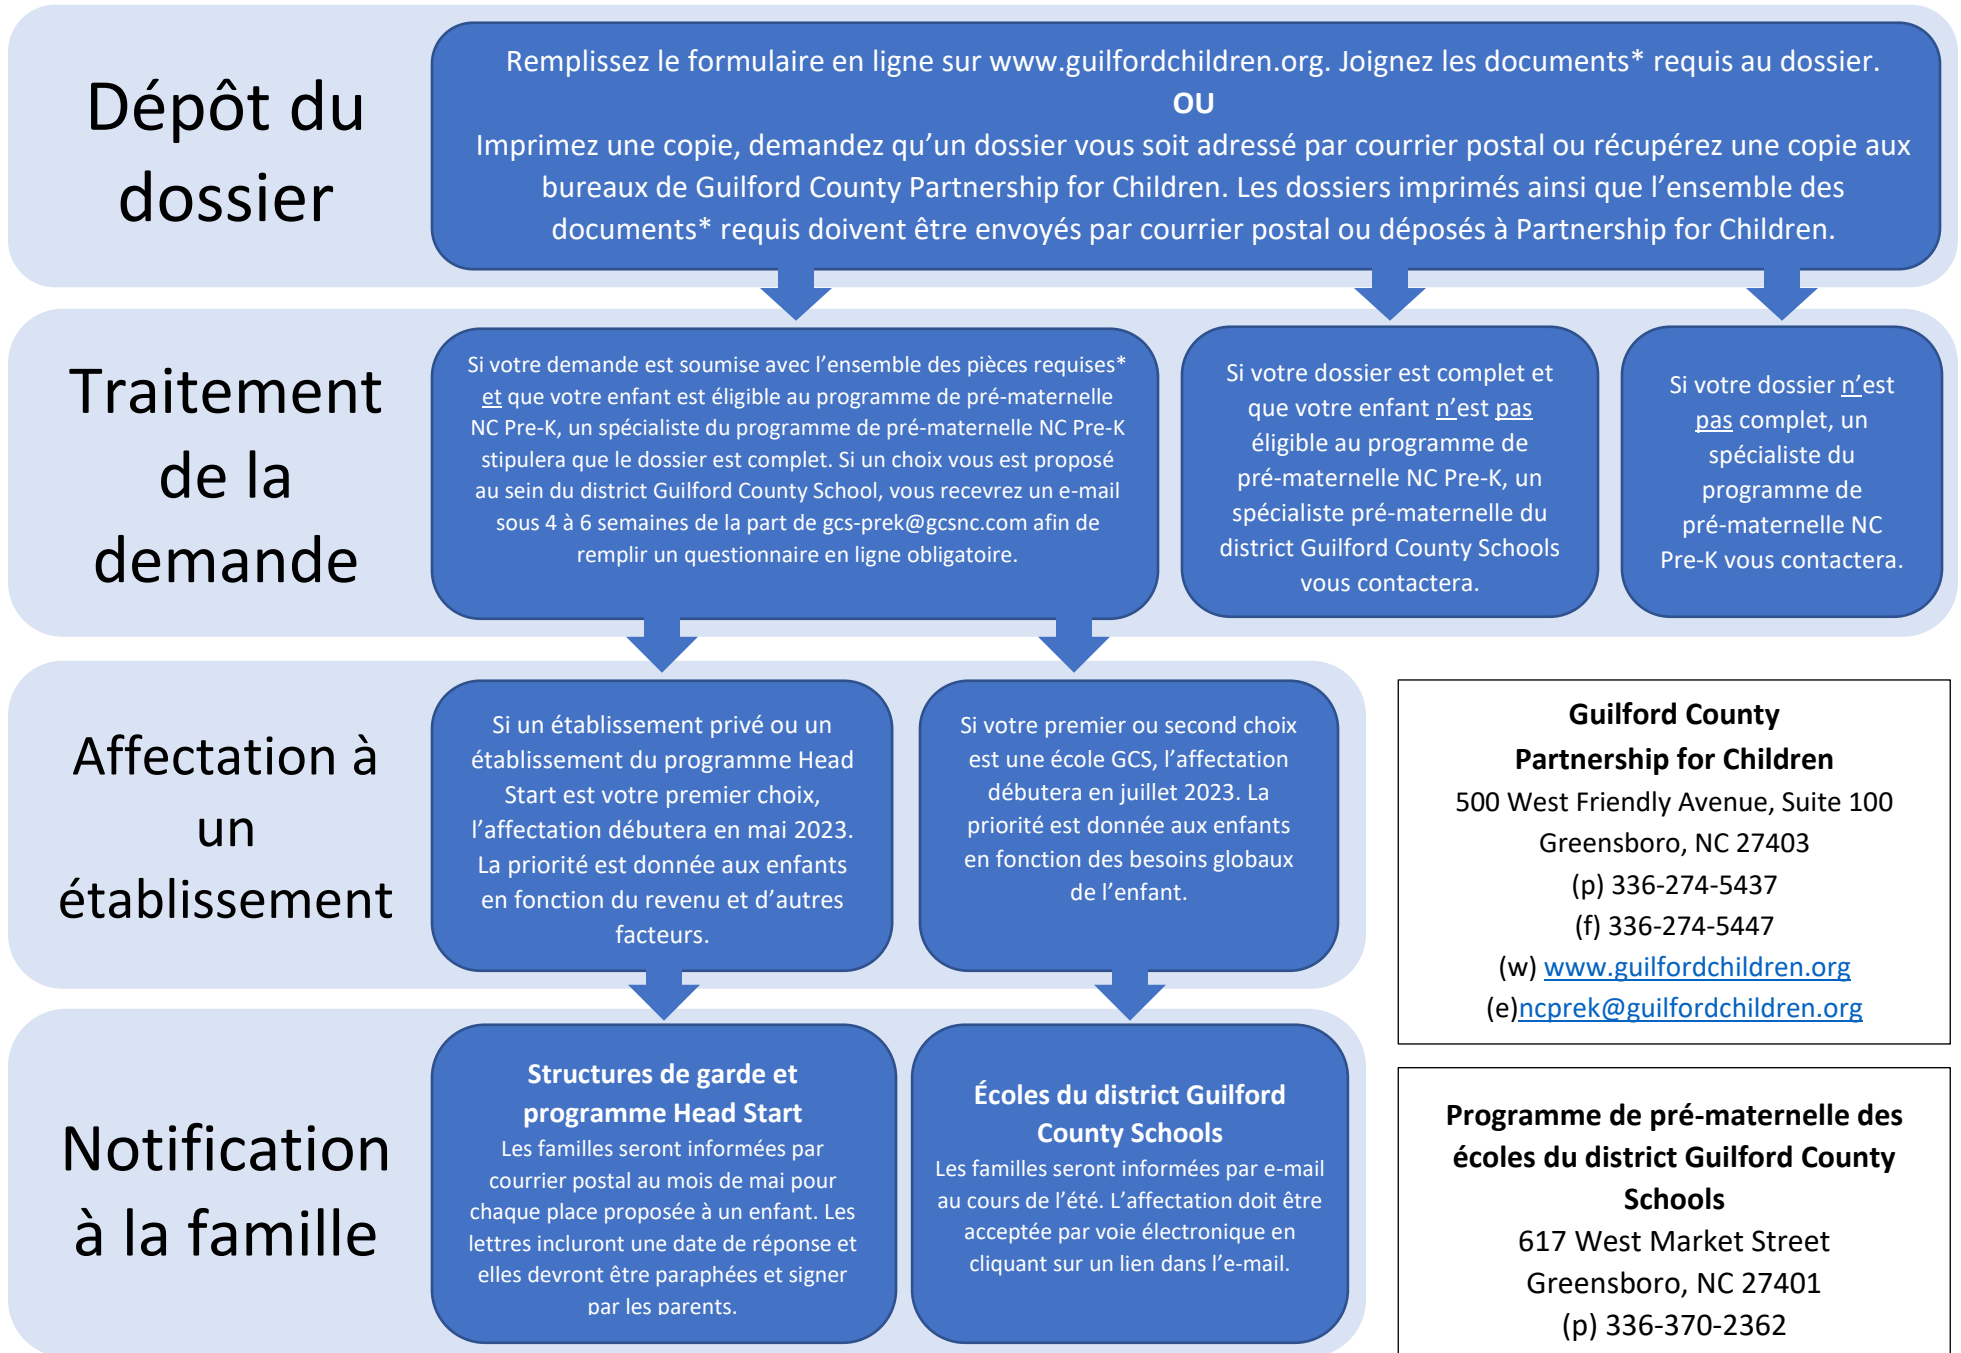 Dépôt du
dossier
Remplissez le formulaire en ligne sur www.guilfordchildren.org. Joignez les documents* requis au dossier.
OU
Imprimez une copie, demandez qu’un dossier vous soit adressé par courrier postal ou récupérez une copie aux
bureaux de Guilford County Partnership for Children. Les dossiers imprimés ainsi que l’ensemble des
documents* requis doivent être envoyés par courrier postal ou déposés à Partnership for Children.
Traitement
de la
demande
Si votre demande est soumise avec l’ensemble des pièces requises*
et que votre enfant est éligible au programme de pré-maternelle
NC Pre-K, un spécialiste du programme de pré-maternelle NC Pre-K
stipulera que le dossier est complet. Si un choix vous est proposé
au sein du district Guilford County School, vous recevrez un e-mail
sous 4 à 6 semaines de la part de gcs-prek@gcsnc.com afin de
remplir un questionnaire en ligne obligatoire.
Si votre dossier est complet et
que votre enfant n’est pas
éligible au programme de
pré-maternelle NC Pre-K, un
spécialiste pré-maternelle du
district Guilford County Schools
vous contactera.
Si votre dossier n’est
pas complet, un
spécialiste du
programme de
pré-maternelle NC
Pre-K vous contactera.
Affectation à
un
établissement
Si un établissement privé ou un
établissement du programme Head
Start est votre premier choix,
l’affectation débutera en mai 2023.
La priorité est donnée aux enfants
en fonction du revenu et d’autres
facteurs.
Si votre premier ou second choix
est une école GCS, l’affectation
débutera en juillet 2023. La
priorité est donnée aux enfants
en fonction des besoins globaux
de l’enfant.
Guilford County
Partnership for Children
500 West Friendly Avenue, Suite 100
Greensboro, NC 27403
(p) 336-274-5437
(f) 336-274-5447
(w) www.guilfordchildren.org
(e)ncprek@guilfordchildren.org
Notification
à la famille
Structures de garde et
programme Head Start
Les familles seront informées par
courrier postal au mois de mai pour
chaque place proposée à un enfant. Les
lettres incluront une date de réponse et
elles devront être paraphées et signer
par les parents.
Écoles du district Guilford
County Schools
Les familles seront informées par e-mail
au cours de l’été. L’affectation doit être
acceptée par voie électronique en
cliquant sur un lien dans l’e-mail.
Programme de pré-maternelle des
écoles du district Guilford County
Schools
617 West Market Street
Greensboro, NC 27401
(p) 336-370-2362